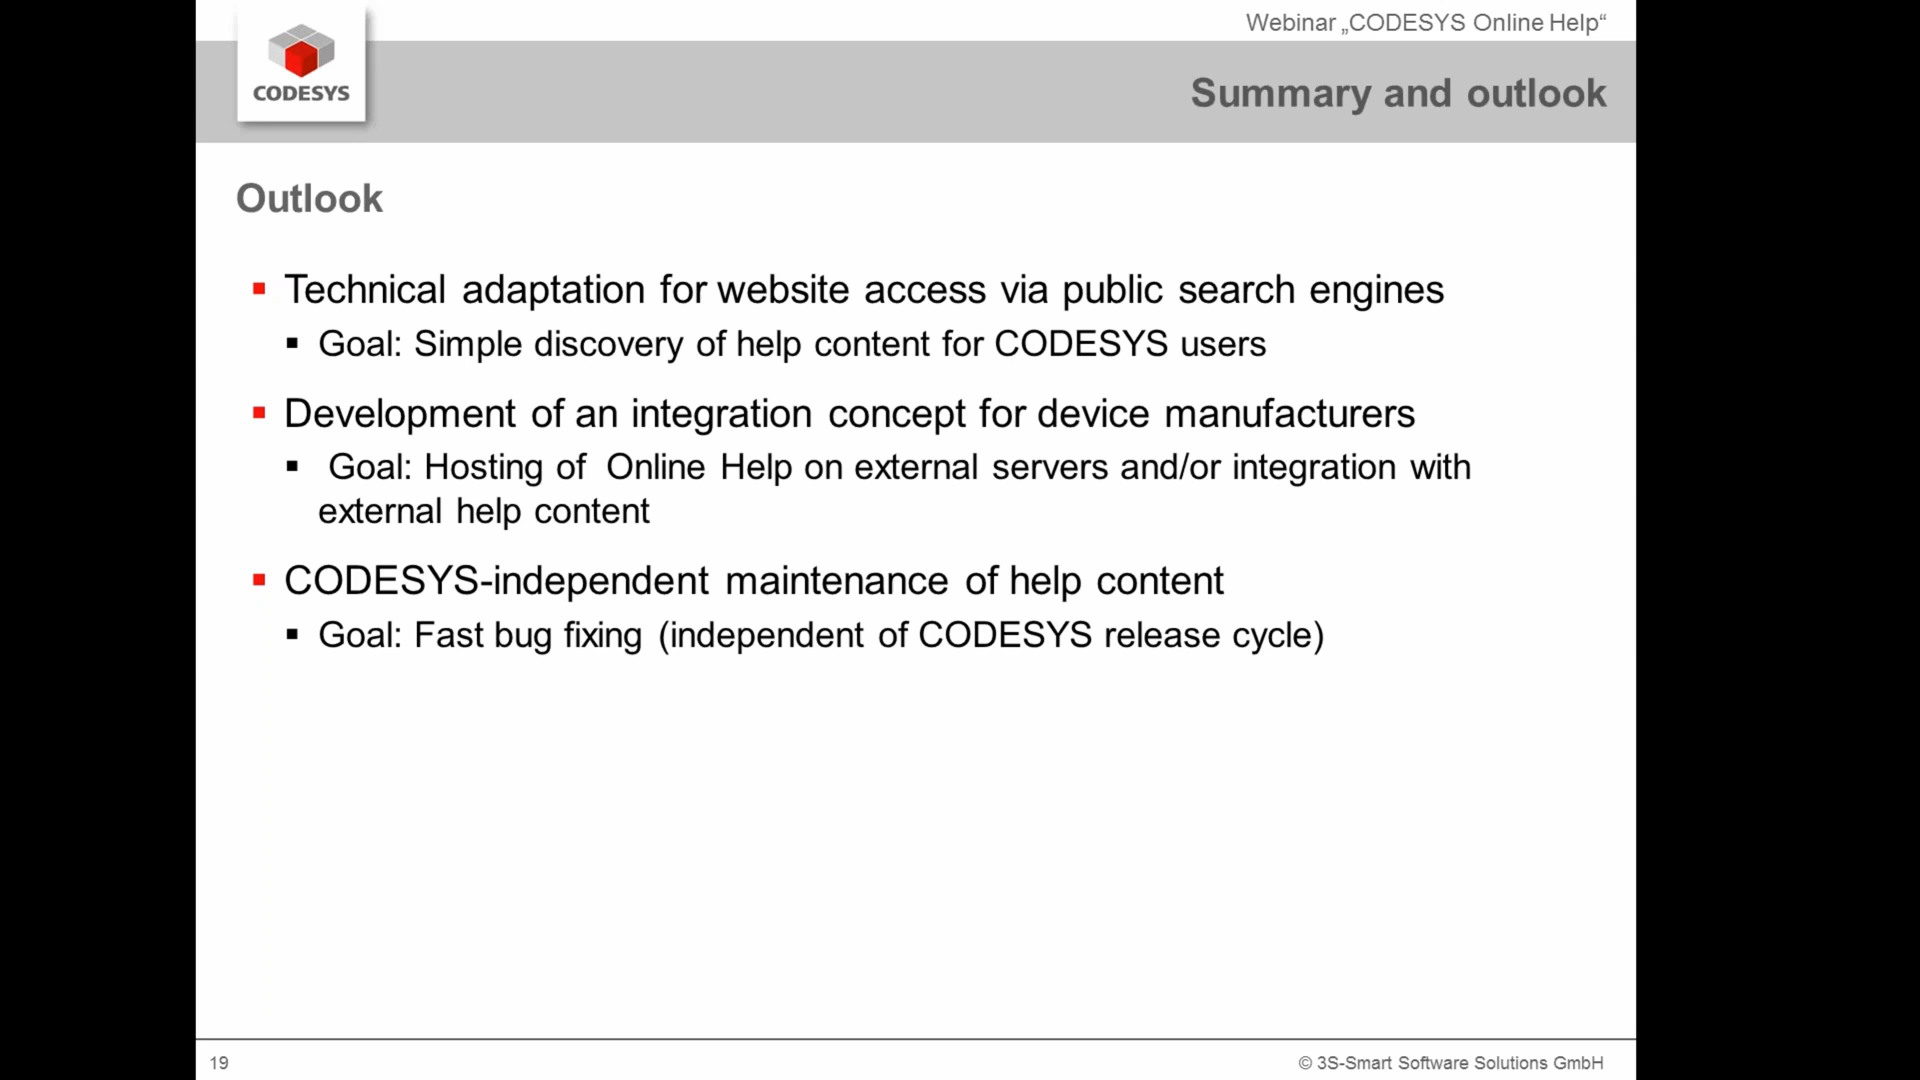 Webinar „CODESYS Online Help“
CODESYS
Summary and outlook
Outlook
Technical adaptation for website access via public search engines
Goal: Simple discovery of help content for CODESYS users
Development of an integration concept for device manufacturers
Goal: Hosting of Online Help on external servers and/or integration with
external help content
CODESYS-independent maintenance of help content
Goal: Fast bug fixing (independent of CODESYS release cycle)
19
© 3S-Smart Software Solutions GmbH